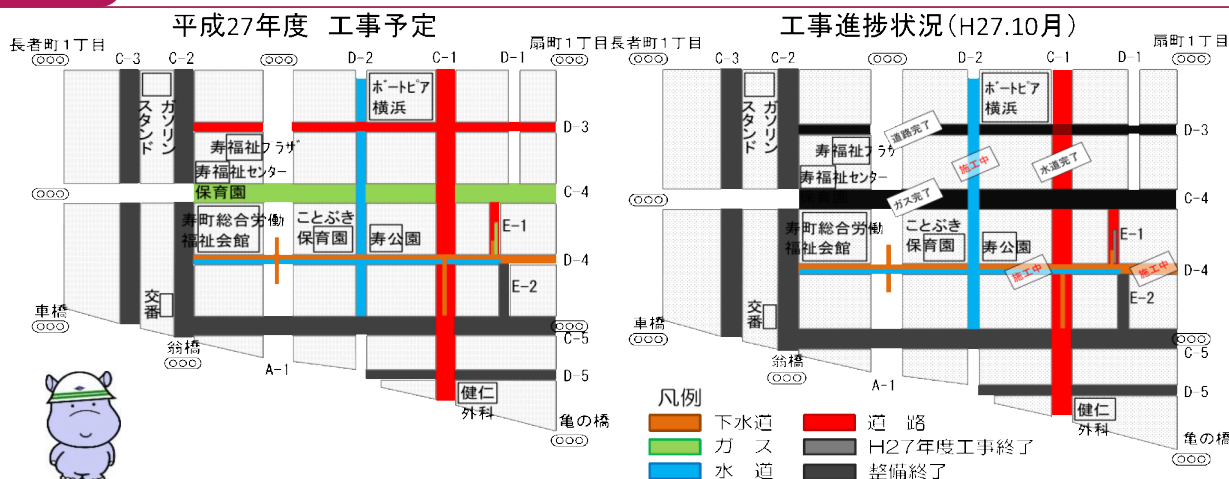 平成27年度 工事予定
長者町1丁目
C-3
C-2
D-2
C-1
D-1
扇町1丁目
ガソリン
スタンド
ボートピア
横浜
D-3
寿福祉プラザ
寿福祉センター
保育園
C-4
寿町総合労働
福祉会館
ことぶき
保育園
寿公園
E-1
D-4
E-2
車橋
交番
翁橋
A-1
C-5
D-5
健仁
外科
亀の橋
工事進捗状況(H27.10月)
長者町1丁目
C-3
C-2
D-2
C-1
D-1
扇町1丁目
ガソリン
スタンド
ボートピア
横浜
道路完了
D-3
寿福祉プラザ
施工中
水道完了
寿福祉センター
保育園
ガス完了
C-4
寿町総合労働
福祉会館
ことぶき
保育園
寿公園
E-1
D-4
施工中
施工中
E-2
車橋
交番
翁橋
A-1
C-5
D-5
健仁
外科
亀の橋
凡例
下水道
道 路
ガ ス
H27年度工事終了
水 道
整備終了